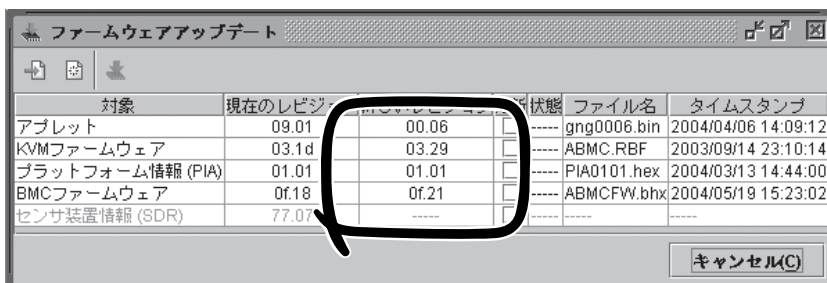 ファームウェアアップデート
対象 現在のレビジ 状態 ファイル名 タイムスタンプ
アプレット 09.01 00.06 ----- gng0006.bin 2004/04/06 14:09:12
KVMファームウェア 03.1d 03.29 ----- ABMC.RBF 2003/09/14 23:10:14
プラットフォーム情報 (PIA) 01.01 01.01 ----- PIA0101.hex 2004/03/13 14:44:00
BMCファームウェア 0f.18 0f.21 ----- ABMCFW.bhx 2004/05/19 15:23:02
センサ装置情報 (SDR) 77.07 ----- ----- ----- -----
キャンセル(C)